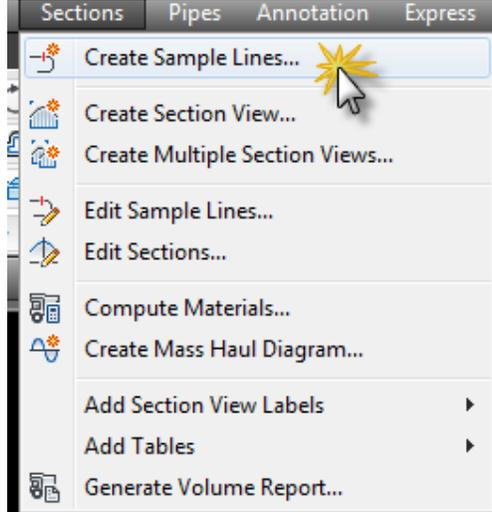 Sections Pipes Annotation Express
Create Sample Lines...
Create Section View...
Create Multiple Section Views...
Edit Sample Lines...
Edit Sections...
Compute Materials...
Create Mass Haul Diagram...
Add Section View Labels
Add Tables
Generate Volume Report...